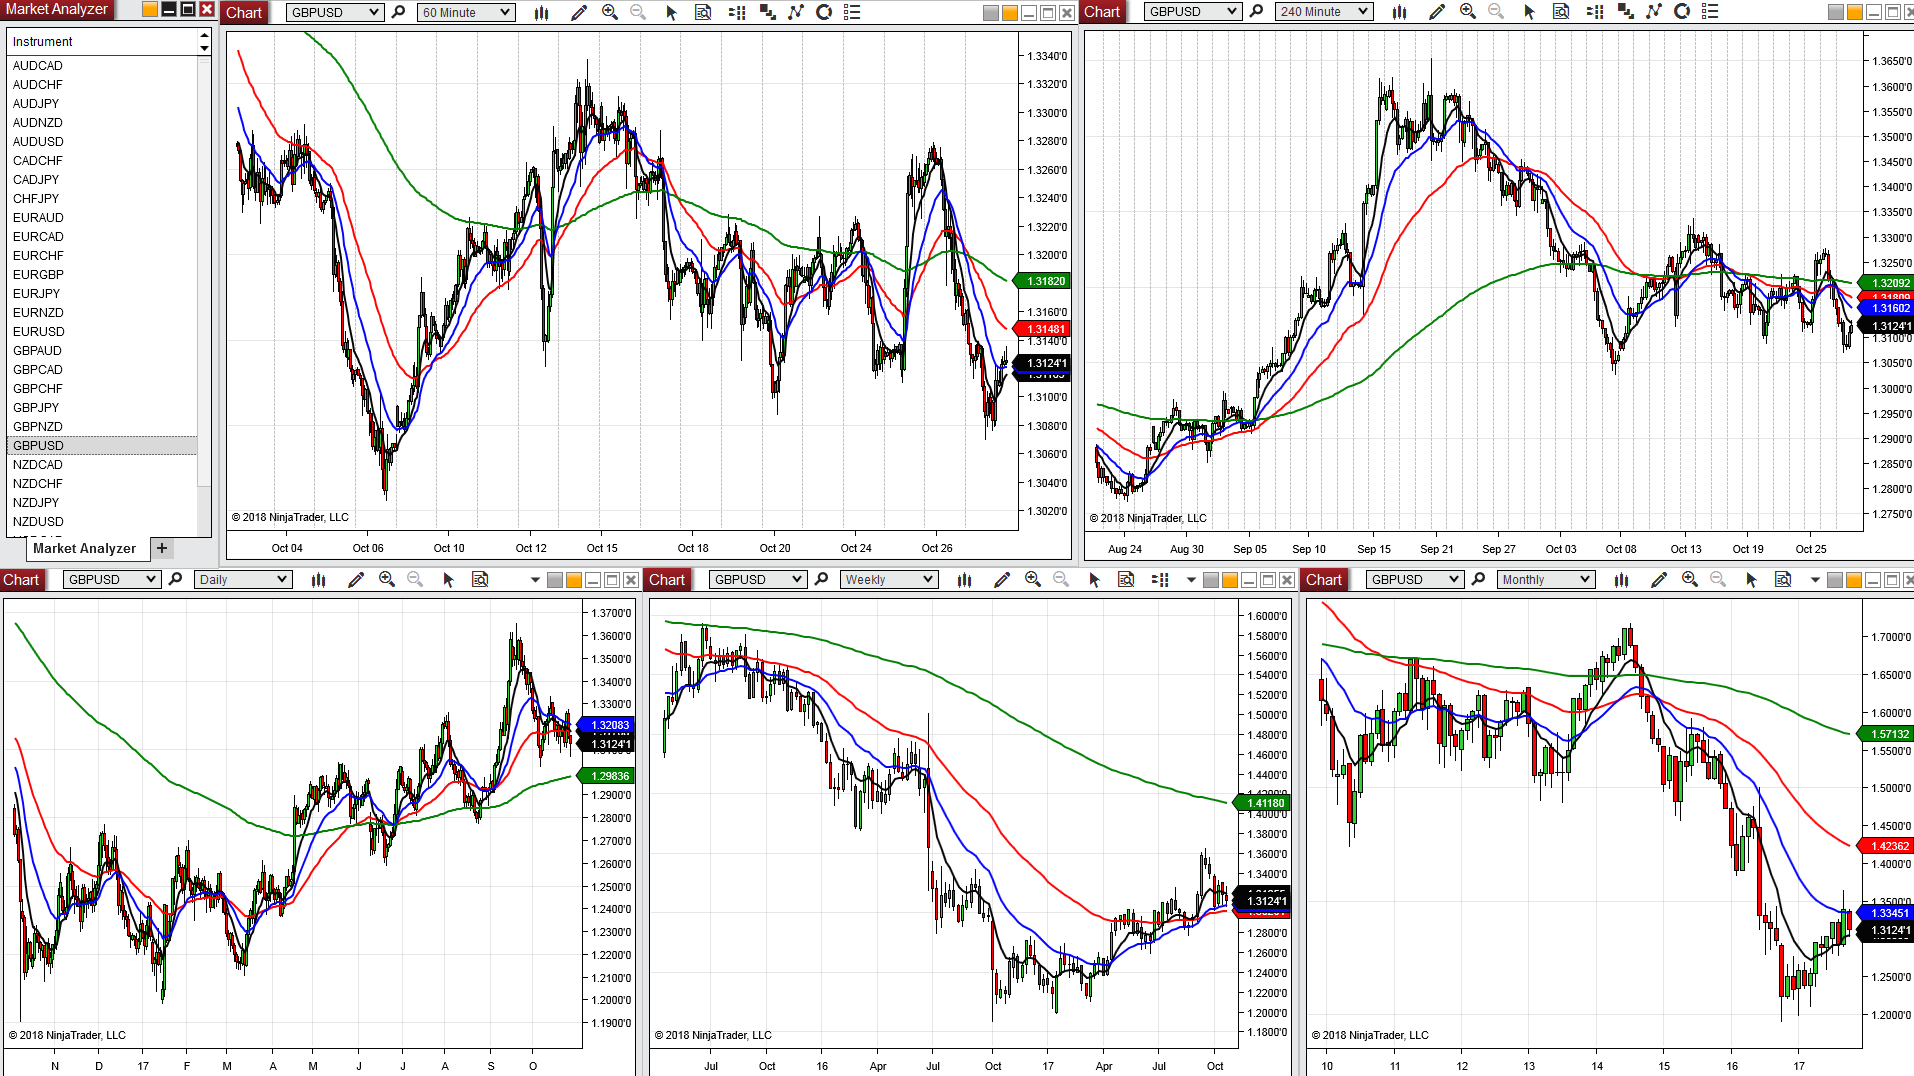 Market Analyzer
Instrument
AUDCAD
AUDCHF
AUDJPY
AUDNZD
AUDUSD
CADCHF
CADJPY
CHFJPY
EURAUD
EURCAD
EURCHF
EURGBP
EURJPY
EURNZD
EURUSD
GBPAUD
GBPCAD
GBPCHF
GBPJPY
GBPNZD
GBPUSD
NZDCAD
NZDCHF
NZDJPY
NZDUSD
Market Analyzer +
Chart GBPUSD 60 Minute
1.3340'0
1.3320'0
1.3300'0
1.3280'0
1.3260'0
1.3240'0
1.3220'0
1.3200'0
1.31820
1.3160'0
1.31481
1.3140'0
1.3124'1
1.3100'0
1.3080'0
1.3060'0
1.3040'0
1.3020'0
© 2018 NinjaTrader, LLC
Oct 04 Oct 06 Oct 10 Oct 12 Oct 15 Oct 18 Oct 20 Oct 24 Oct 26
Chart GBPUSD 240 Minute
1.3650'0
1.3600'0
1.3550'0
1.3500'0
1.3450'0
1.3400'0
1.3350'0
1.3300'0
1.3250'0
1.32092
1.31602
1.3124'1
1.3050'0
1.3000'0
1.2950'0
1.2900'0
1.2850'0
1.2800'0
1.2750'0
© 2018 NinjaTrader, LLC
Aug 24 Aug 30 Sep 05 Sep 10 Sep 15 Sep 21 Sep 27 Oct 03 Oct 08 Oct 13 Oct 19 Oct 25
Chart GBPUSD Daily
1.3700'0
1.3600'0
1.3500'0
1.3400'0
1.3300'0
1.32083
1.3124'1
1.29836
1.2900'0
1.2800'0
1.2700'0
1.2600'0
1.2500'0
1.2400'0
1.2300'0
1.2200'0
1.2100'0
1.2000'0
1.1900'0
© 2018 NinjaTrader, LLC
N D 17 F M A M J J A S O
Chart GBPUSD Weekly
1.6000'0
1.5800'0
1.5600'0
1.5400'0
1.5200'0
1.5000'0
1.4800'0
1.4600'0
1.4400'0
1.4200'0
1.41180
1.4000'0
1.3800'0
1.3600'0
1.3400'0
1.3124'1
1.2800'0
1.2600'0
1.2400'0
1.2200'0
1.2000'0
1.1800'0
© 2018 NinjaTrader, LLC
Jul Oct 16 Apr Jul Oct 17 Apr Jul Oct
Chart GBPUSD Monthly
1.7000'0
1.6500'0
1.6000'0
1.57132
1.5500'0
1.5000'0
1.4500'0
1.42362
1.4000'0
1.3500'0
1.33451
1.3124'1
1.2500'0
1.2000'0
© 2018 NinjaTrader, LLC
10 11 12 13 14 15 16 17